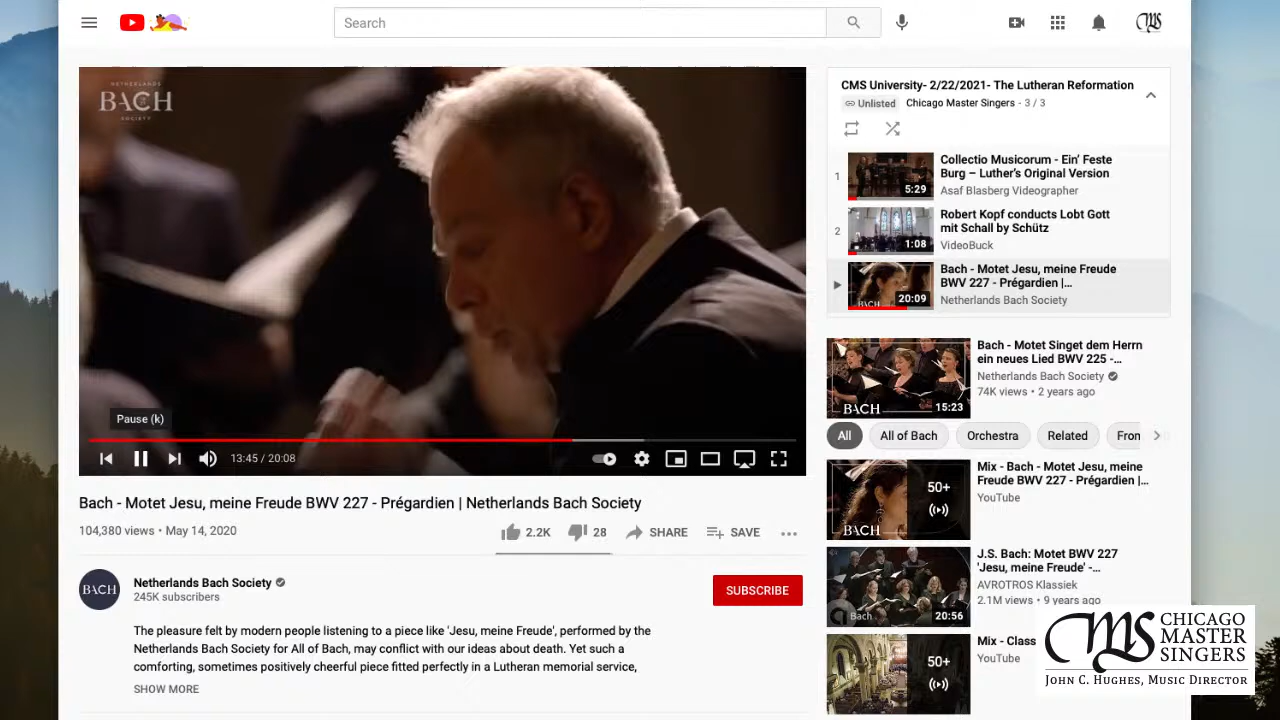 Search
NETHERLANDS
BACH
SOCIETY
Pause (k)
13:45 / 20:08
Bach - Motet Jesu, meine Freude BWV 227 - Prégardien | Netherlands Bach Society
104,380 views • May 14, 2020
2.2K
28
SHARE
SAVE
BACH
Netherlands Bach Society
245K subscribers
SUBSCRIBE
The pleasure felt by modern people listening to a piece like 'Jesu, meine Freude', performed by the
Netherlands Bach Society for All of Bach, may conflict with our ideas about death. Yet such a
comforting, sometimes positively cheerful piece fitted perfectly in a Lutheran memorial service,
SHOW MORE
CMS University- 2/22/2021- The Lutheran Reformation
Unlisted Chicago Master Singers - 3 / 3
1
5:29
Collectio Musicorum - Ein’ Feste
Burg – Luther’s Original Version
Asaf Blasberg Videographer
2
1:08
Robert Kopf conducts Lobt Gott
mit Schall by Schütz
VideoBuck
BACH
20:09
Bach - Motet Jesu, meine Freude
BWV 227 - Prégardien |...
Netherlands Bach Society
BACH
15:23
Bach - Motet Singet dem Herrn
ein neues Lied BWV 225 -...
Netherlands Bach Society
74K views • 2 years ago
All
All of Bach
Orchestra
Related
Fron
BACH
50+
Mix - Bach - Motet Jesu, meine
Freude BWV 227 - Prégardien |...
YouTube
Bach
20:56
J.S. Bach: Motet BWV 227
'Jesu, meine Freude' -...
AVROTROS Klassiek
2.1M views • 9 years ago
50+
Mix - Class
YouTube
CMS
CHICAGO
MASTER
SINGERS
JOHN C. HUGHES, MUSIC DIRECTOR